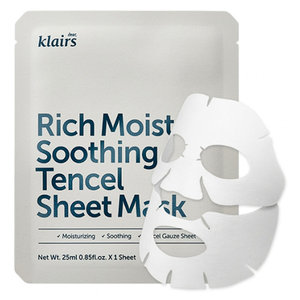 dear,
klairs
Rich Moist
Soothing
Tencel
Sheet Mask
✓ Moisturizing ✓ Soothing Gauze Sheet
Net Wt. 25ml 0.85fl.oz. X 1 Sheet